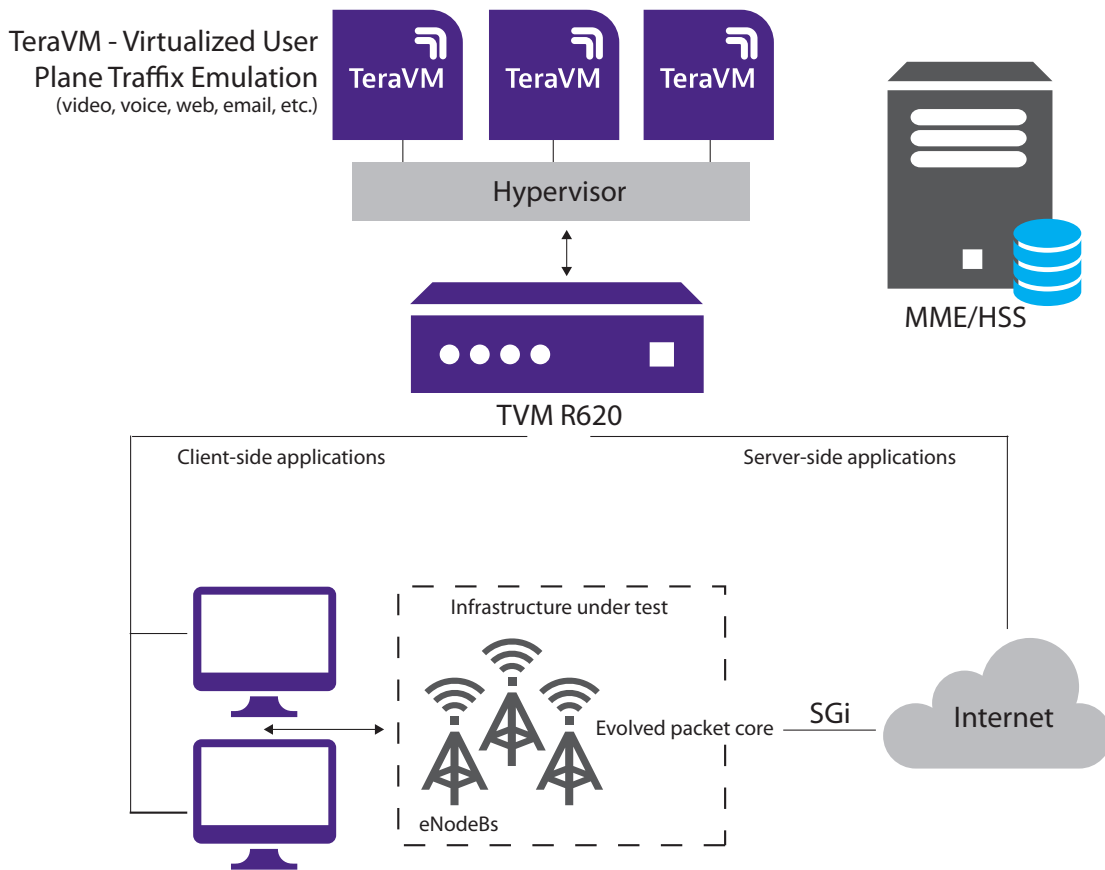 TeraVM - Virtualized User
Plane Traffix Emulation
(video, voice, web, email, etc.)
TeraVM
TeraVM
TeraVM
Hypervisor
MME/HSS
TVM R620
Client-side applications
Server-side applications
Infrastructure under test
Evolved packet core
SGi
Internet
eNodeBs